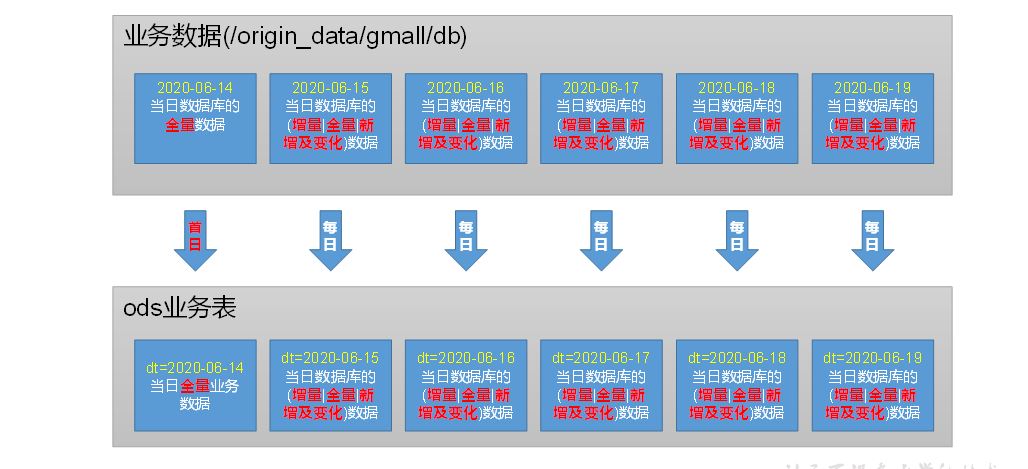 业务数据(/origin_data/gmall/db)
2020-06-14
当日数据库的
全量数据
2020-06-15
当日数据库的
(增量|全量|新
增及变化)数据
2020-06-16
当日数据库的
(增量|全量|新
增及变化)数据
2020-06-17
当日数据库的
(增量|全量|新
增及变化)数据
2020-06-18
当日数据库的
(增量|全量|新
增及变化)数据
2020-06-19
当日数据库的
(增量|全量|新
增及变化)数据
首
日
每
日
每
日
每
日
每
日
每
日
ods业务表
dt=2020-06-14
当日全量业务
数据
dt=2020-06-15
当日数据库的
(增量|全量|新
增及变化)数据
dt=2020-06-16
当日数据库的
(增量|全量|新
增及变化)数据
dt=2020-06-17
当日数据库的
(增量|全量|新
增及变化)数据
dt=2020-06-18
当日数据库的
(增量|全量|新
增及变化)数据
dt=2020-06-19
当日数据库的
(增量|全量|新
增及变化)数据